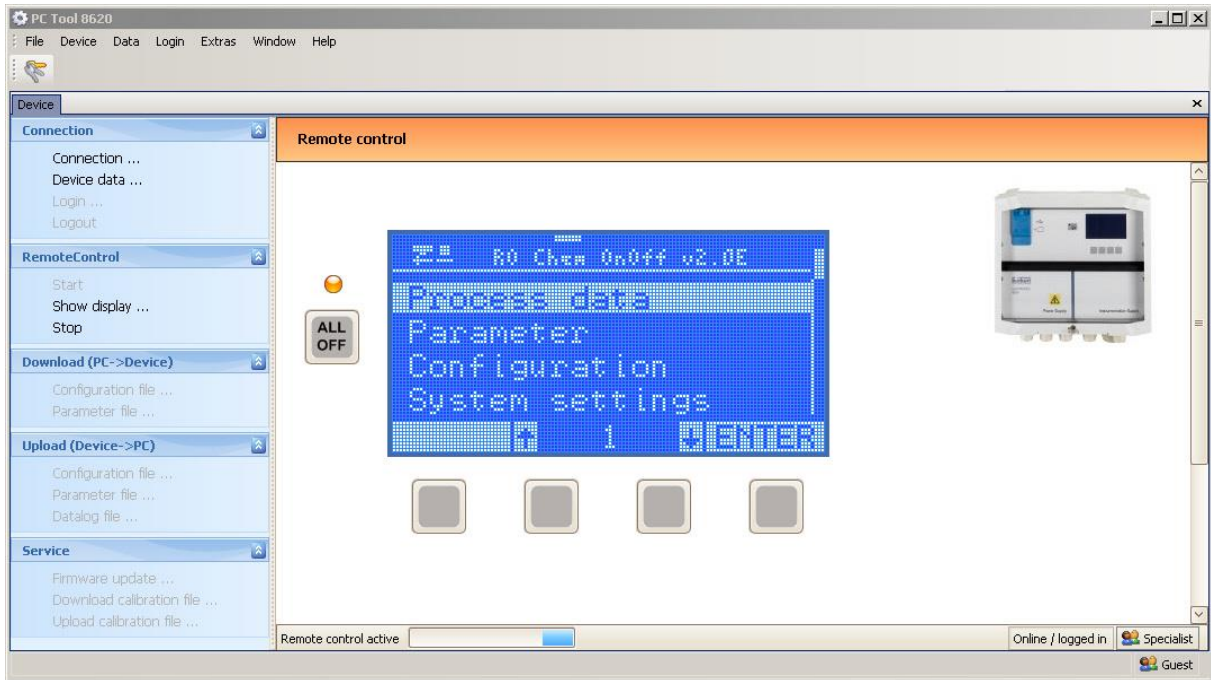 PC Tool 8620
File Device Data Login Extras Window Help
Device
Connection
Connection ...
Device data ...
Login ...
Logout
RemoteControl
Start
Show display ...
Stop
Download (PC->Device)
Configuration file ...
Parameter file ...
Upload (Device->PC)
Configuration file ...
Parameter file ...
Datalog file ...
Service
Firmware update ...
Download calibration file ...
Upload calibration file ...
Remote control
ALL
OFF
RO Chem OnOff v2.0E
Process data
Parameter
Configuration
System settings
1 ENTER
Remote control active
Online / logged in Specialist
Guest